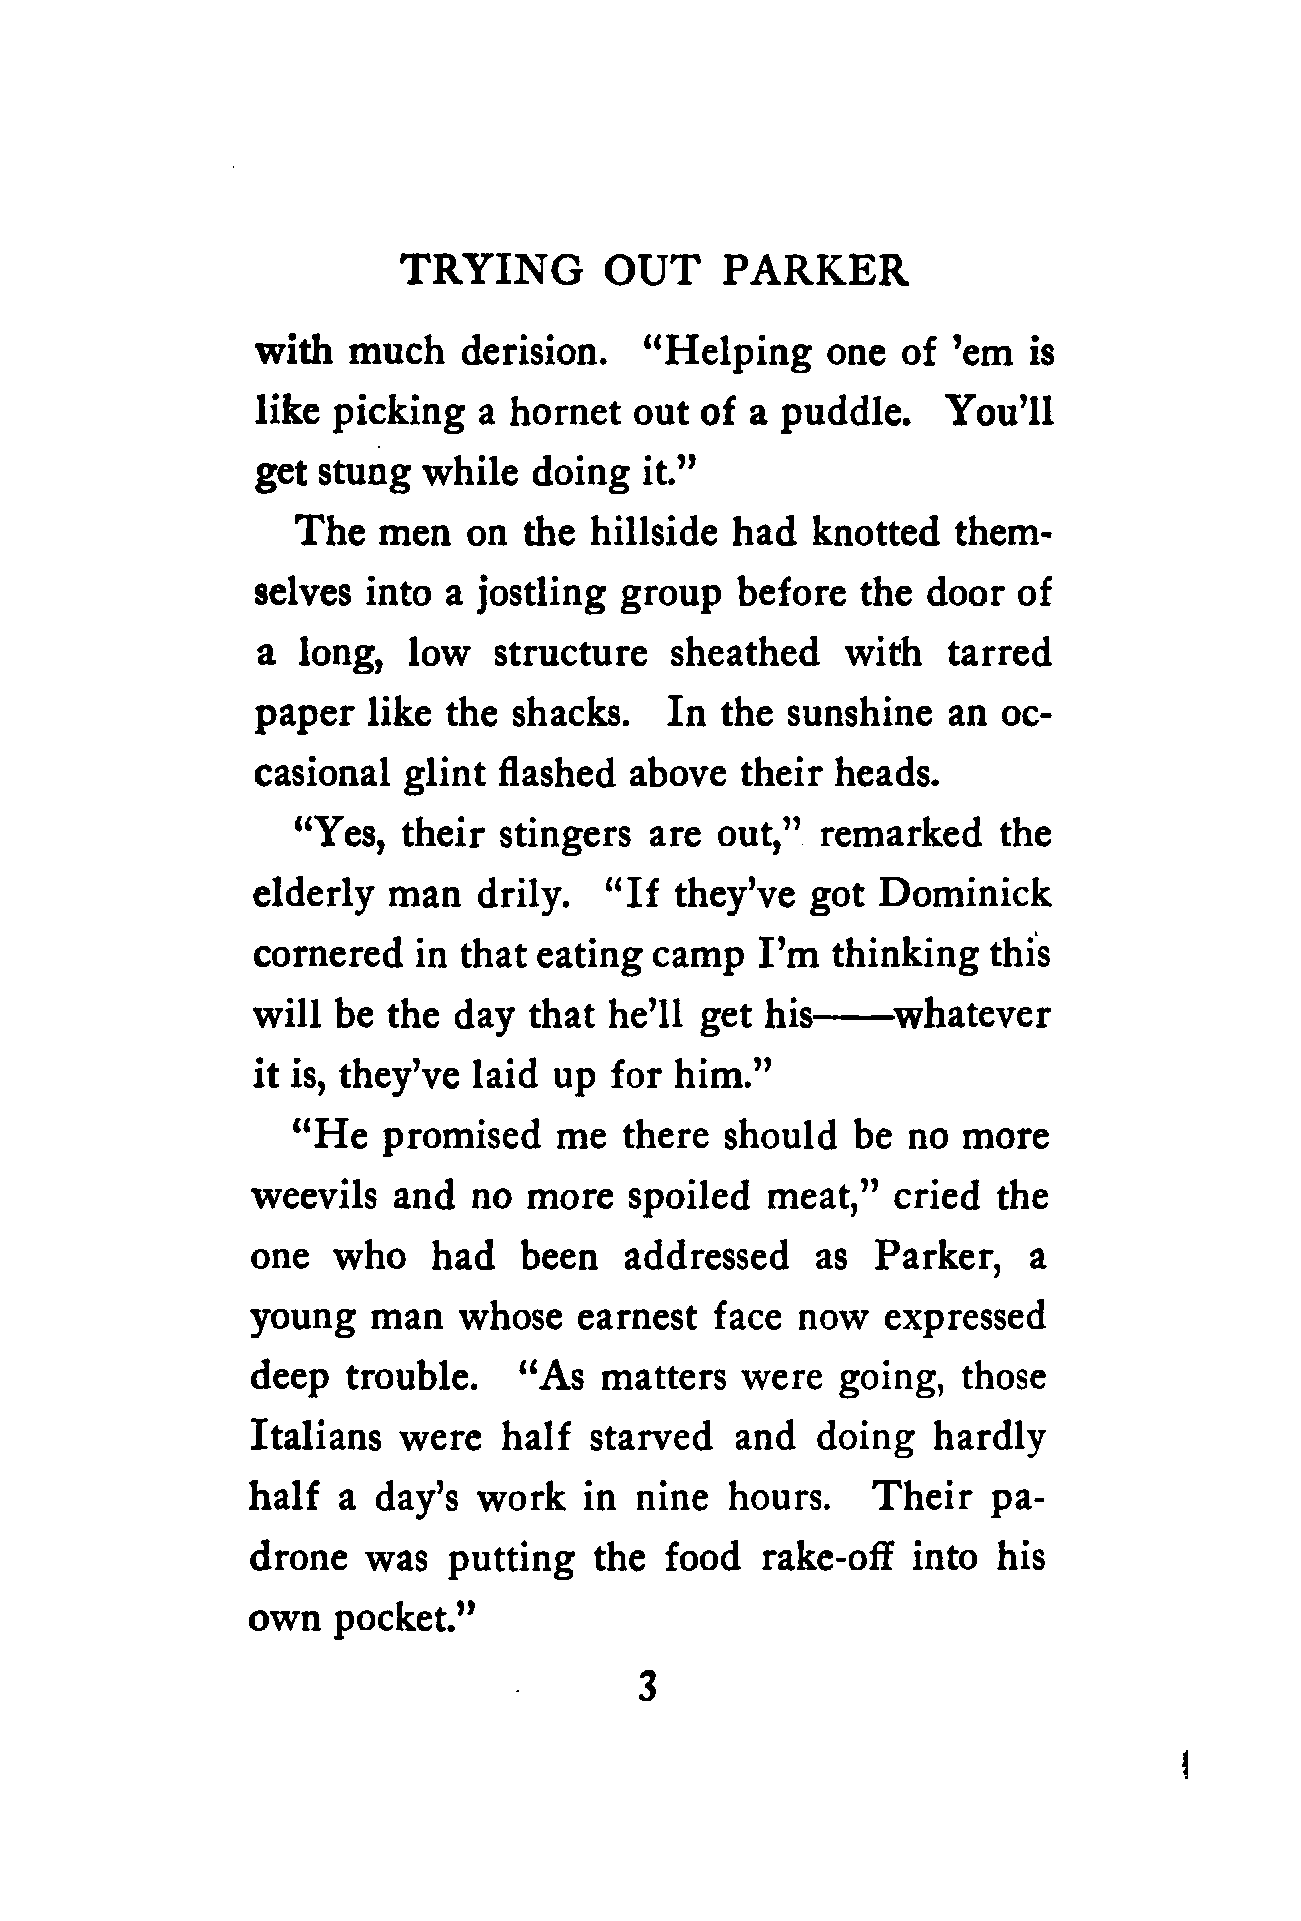 TRYING OUT PARKER
with much derision. “Helping one of ’em is
like picking a hornet out of a puddle. You’ll
get stung while doing it.”
The men on the hillside had knotted them-
selves into a jostling group before the door of
a long, low structure sheathed with tarred
paper like the shacks. In the sunshine an oc-
casional glint flashed above their heads.
“Yes, their stingers are out,” remarked the
elderly man drily. “If they’ve got Dominick
cornered in that eating camp I’m thinking this
will be the day that he’ll get his——whatever
it is, they’ve laid up for him.”
“He promised me there should be no more
weevils and no more spoiled meat,” cried the
one who had been addressed as Parker, a
young man whose earnest face now expressed
deep trouble. “As matters were going, those
Italians were half starved and doing hardly
half a day’s work in nine hours. Their pa-
drone was putting the food rake-off into his
own pocket.”
3